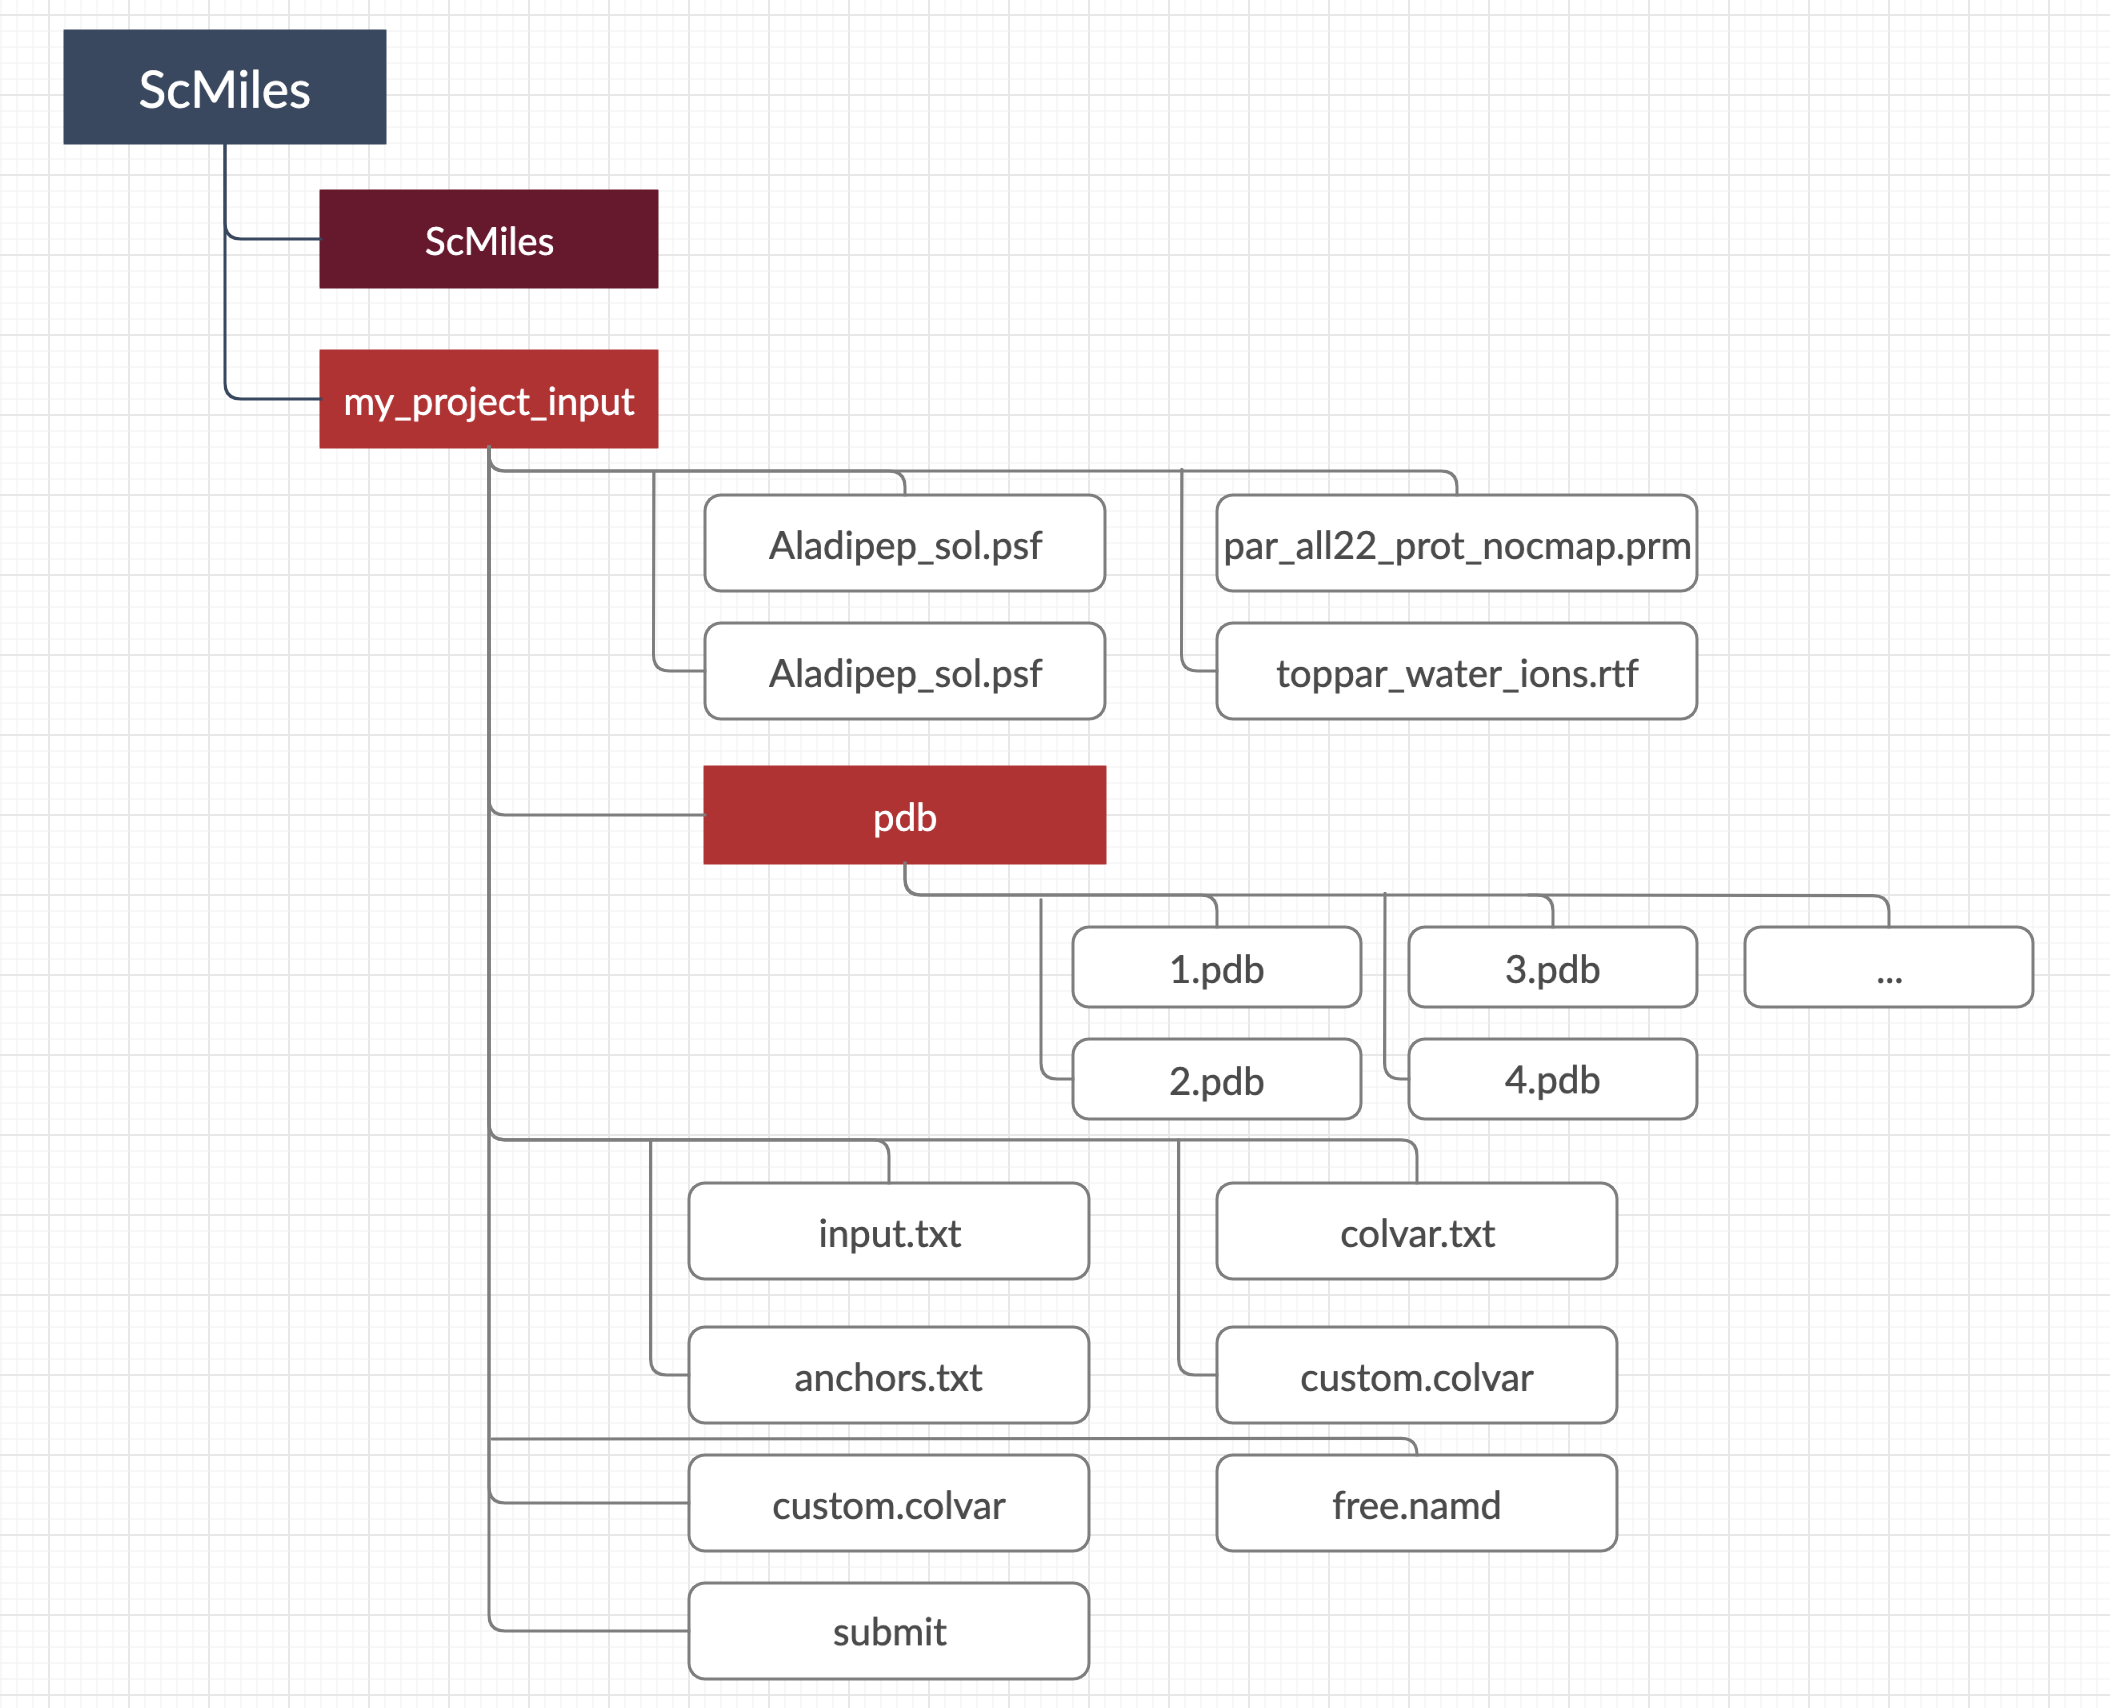 ScMiles
ScMiles
my_project_input
Aladipep_sol.psf
par_all22_prot_nocmap.prm
Aladipep_sol.psf
toppar_water_ions.rtf
pdb
1.pdb
3.pdb
...
2.pdb
4.pdb
input.txt
colvar.txt
anchors.txt
custom.colvar
custom.colvar
free.namd
submit